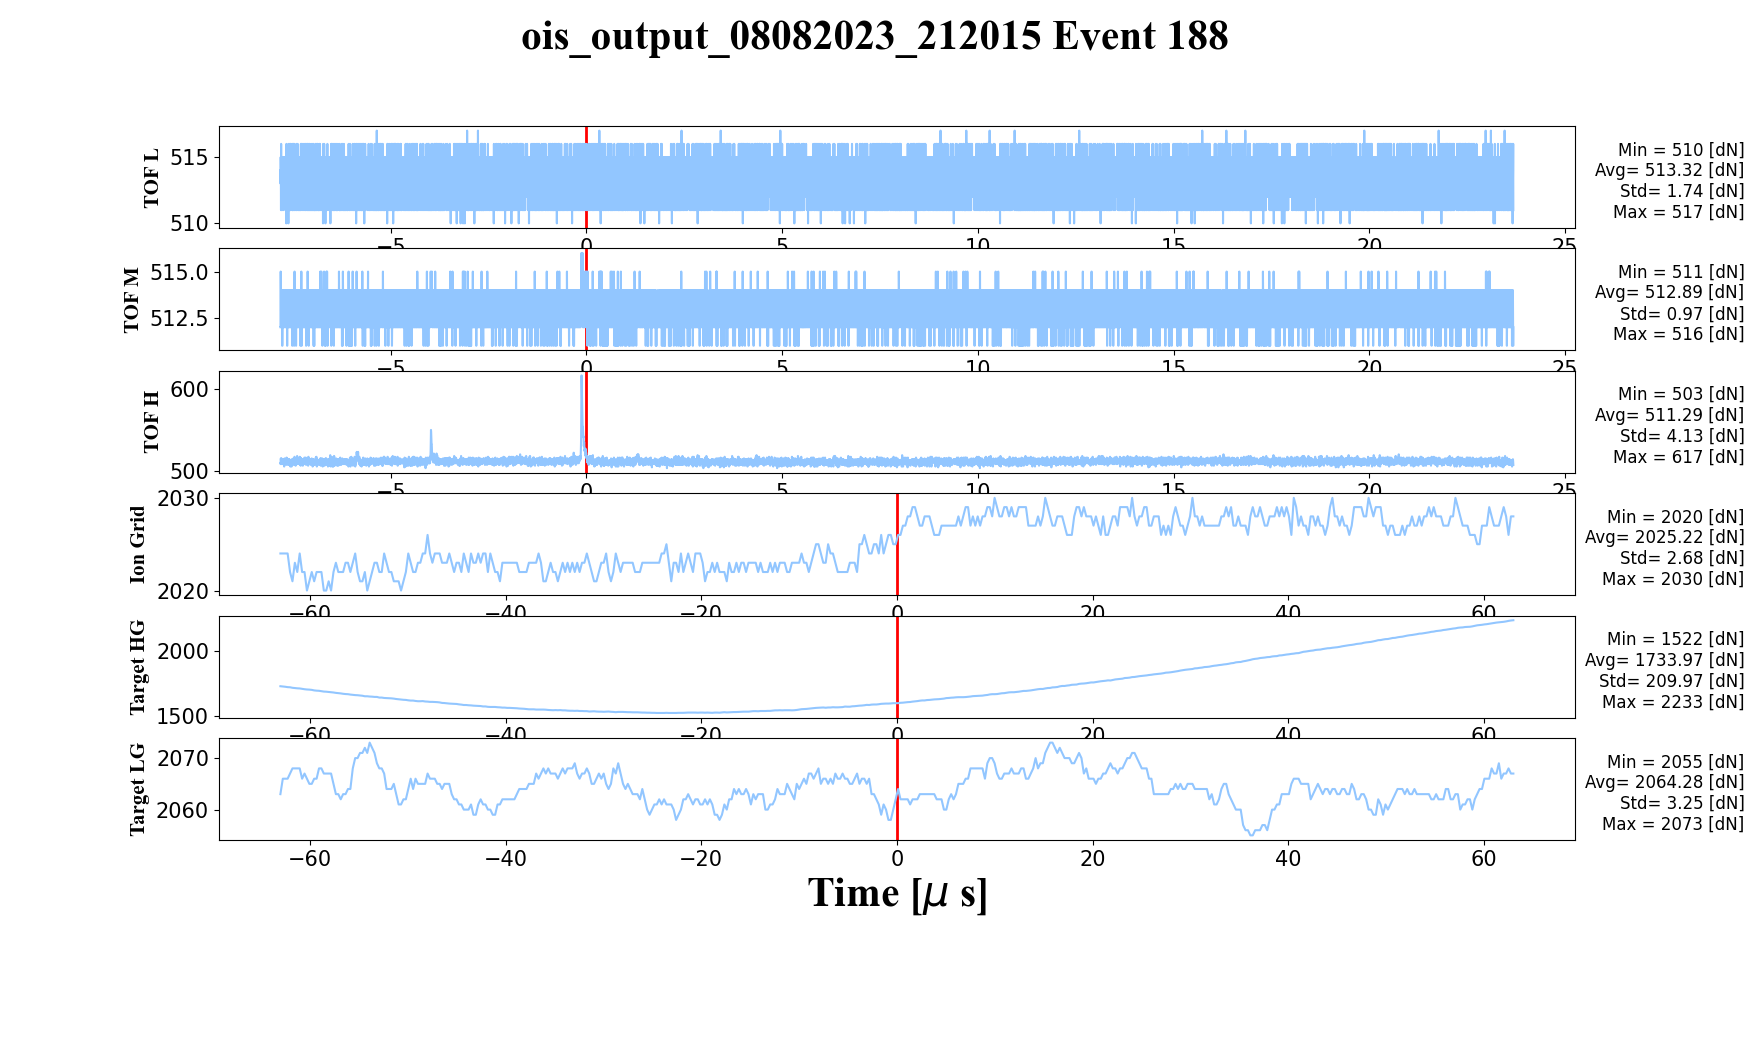 ois_output_08082023_212015 Event 188
TOF L
515
510
−5
0
5
10
15
20
25
Min = 510 [dN]
Avg= 513.32 [dN]
Std= 1.74 [dN]
Max = 517 [dN]
TOF M
515.0
512.5
−5
0
5
10
15
20
25
Min = 511 [dN]
Avg= 512.89 [dN]
Std= 0.97 [dN]
Max = 516 [dN]
TOF H
600
500
−5
0
5
10
15
20
25
Min = 503 [dN]
Avg= 511.29 [dN]
Std= 4.13 [dN]
Max = 617 [dN]
Ion Grid
2030
2020
−60
−40
−20
0
20
40
60
Min = 2020 [dN]
Avg= 2025.22 [dN]
Std= 2.68 [dN]
Max = 2030 [dN]
Target HG
2000
1500
−60
−40
−20
0
20
40
60
Min = 1522 [dN]
Avg= 1733.97 [dN]
Std= 209.97 [dN]
Max = 2233 [dN]
Target LG
2070
2060
−60
−40
−20
0
20
40
60
Min = 2055 [dN]
Avg= 2064.28 [dN]
Std= 3.25 [dN]
Max = 2073 [dN]
Time [μ s]